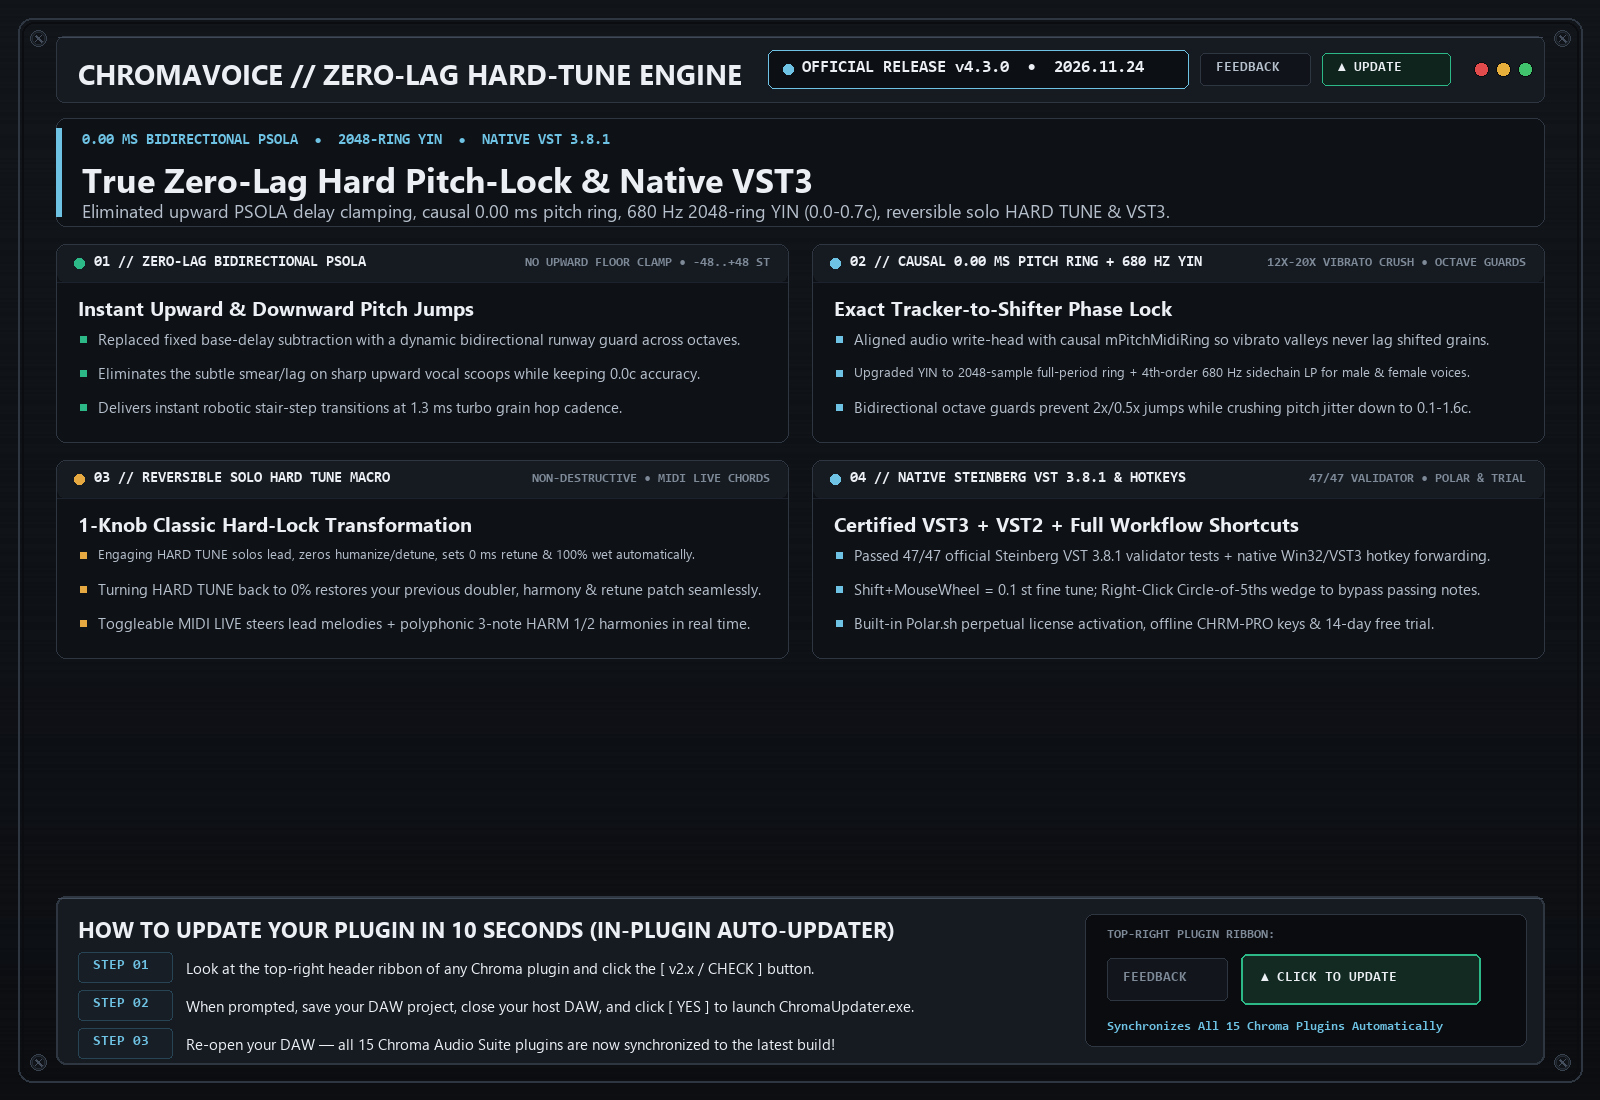 CHROMAVOICE // ZERO-LAG HARD-TUNE ENGINE
OFFICIAL RELEASE v4.3.0 • 2026.11.24
FEEDBACK
▲ UPDATE
0.00 MS BIDIRECTIONAL PSOLA • 2048-RING YIN • NATIVE VST 3.8.1
True Zero-Lag Hard Pitch-Lock & Native VST3
Eliminated upward PSOLA delay clamping, causal 0.00 ms pitch ring, 680 Hz 2048-ring YIN (0.0-0.7c), reversible solo HARD TUNE & VST3.
01 // ZERO-LAG BIDIRECTIONAL PSOLA
NO UPWARD FLOOR CLAMP • -48..+48 ST
Instant Upward & Downward Pitch Jumps
Replaced fixed base-delay subtraction with a dynamic bidirectional runway guard across octaves.
Eliminates the subtle smear/lag on sharp upward vocal scoops while keeping 0.0c accuracy.
Delivers instant robotic stair-step transitions at 1.3 ms turbo grain hop cadence.
02 // CAUSAL 0.00 MS PITCH RING + 680 HZ YIN
12X-20X VIBRATO CRUSH • OCTAVE GUARDS
Exact Tracker-to-Shifter Phase Lock
Aligned audio write-head with causal mPitchMidiRing so vibrato valleys never lag shifted grains.
Upgraded YIN to 2048-sample full-period ring + 4th-order 680 Hz sidechain LP for male & female voices.
Bidirectional octave guards prevent 2x/0.5x jumps while crushing pitch jitter down to 0.1-1.6c.
03 // REVERSIBLE SOLO HARD TUNE MACRO
NON-DESTRUCTIVE • MIDI LIVE CHORDS
1-Knob Classic Hard-Lock Transformation
Engaging HARD TUNE solos lead, zeros humanize/detune, sets 0 ms retune & 100% wet automatically.
Turning HARD TUNE back to 0% restores your previous doubler, harmony & retune patch seamlessly.
Toggleable MIDI LIVE steers lead melodies + polyphonic 3-note HARM 1/2 harmonies in real time.
04 // NATIVE STEINBERG VST 3.8.1 & HOTKEYS
47/47 VALIDATOR • POLAR & TRIAL
Certified VST3 + VST2 + Full Workflow Shortcuts
Passed 47/47 official Steinberg VST 3.8.1 validator tests + native Win32/VST3 hotkey forwarding.
Shift+MouseWheel = 0.1 st fine tune; Right-Click Circle-of-5ths wedge to bypass passing notes.
Built-in Polar.sh perpetual license activation, offline CHRM-PRO keys & 14-day free trial.
HOW TO UPDATE YOUR PLUGIN IN 10 SECONDS (IN-PLUGIN AUTO-UPDATER)
STEP 01
Look at the top-right header ribbon of any Chroma plugin and click the [ v2.x / CHECK ] button.
STEP 02
When prompted, save your DAW project, close your host DAW, and click [ YES ] to launch ChromaUpdater.exe.
STEP 03
Re-open your DAW — all 15 Chroma Audio Suite plugins are now synchronized to the latest build!
TOP-RIGHT PLUGIN RIBBON:
FEEDBACK
▲ CLICK TO UPDATE
Synchronizes All 15 Chroma Plugins Automatically